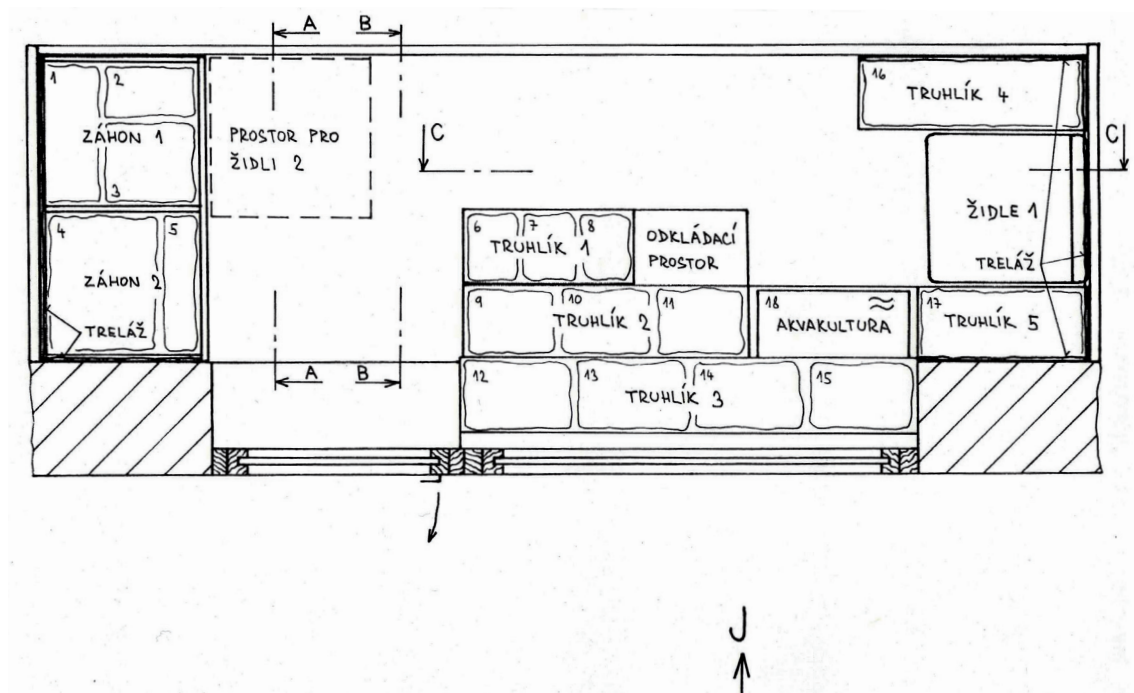 A B
1
2
ZÁHON 1
3
PROSTOR PRO
ŽIDLI 2
C
16
TRUHLÍK 4
C
ŽIDLE 1
TRELÁŽ
4
5
ZÁHON 2
TRELÁŽ
6
7
8
TRUHLÍK 1
ODKLÁDACÍ
PROSTOR
9
10
11
TRUHLÍK 2
18
AKVAKULTURA
17
TRUHLÍK 5
A B
12
13
14
15
TRUHLÍK 3
J